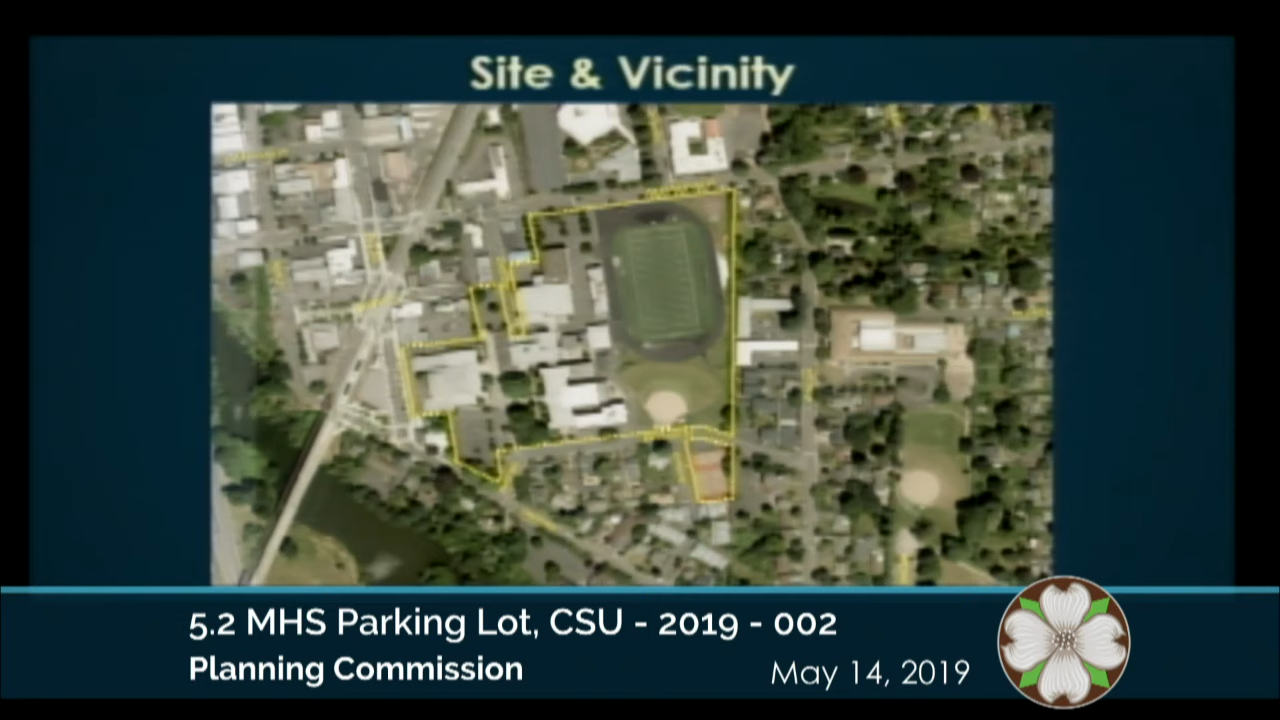 Site & Vicinity
5.2 MHS Parking Lot, CSU - 2019 - 002
Planning Commission
May 14, 2019